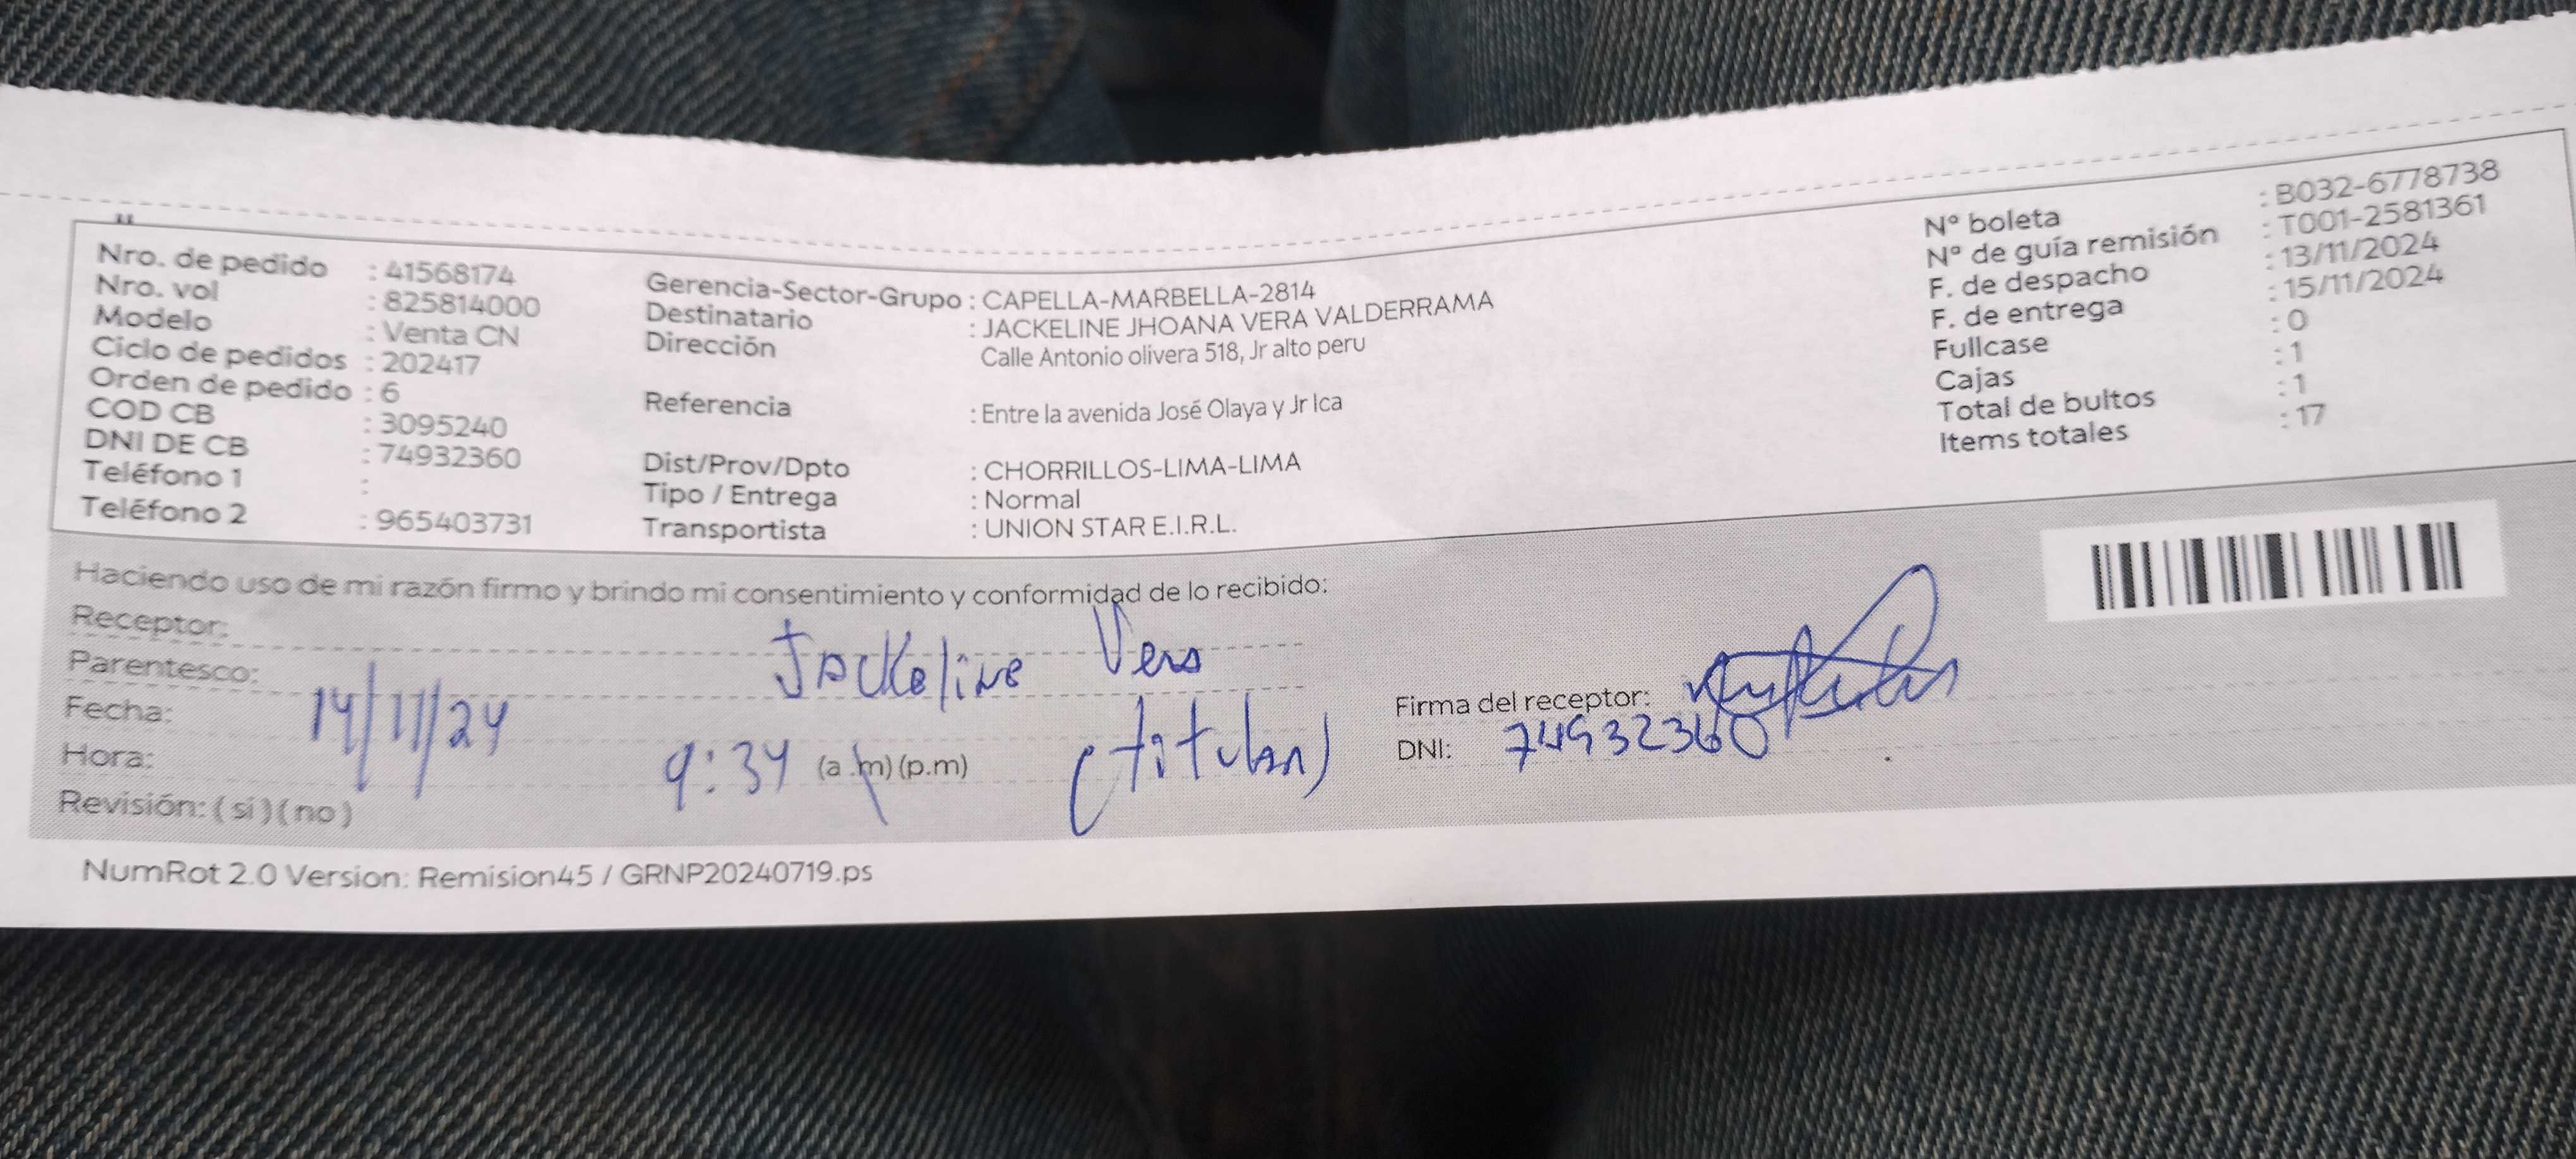 Nro. de pedido : 41568174
Nro. vol : 825814000
Modelo : Venta CN
Ciclo de pedidos : 202417
Orden de pedido : 6
COD CB : 3095240
DNI DE CB : 74932360
Teléfono 1 :
Teléfono 2 : 965403731
Gerencia-Sector-Grupo : CAPELLA-MARBELLA-2814
Destinatario : JACKELINE JHOANA VERA VALDERRAMA
Dirección Calle Antonio olivera 518, Jr alto peru
Referencia : Entre la avenida José Olaya y Jr Ica
Dist/Prov/Dpto : CHORRILLOS-LIMA-LIMA
Tipo / Entrega : Normal
Transportista : UNION STAR E.I.R.L.
N° boleta : B032-6778738
N° de guía remisión : T001-2581361
F. de despacho : 13/11/2024
F. de entrega : 15/11/2024
Fullcase : 0
Cajas : 1
Total de bultos : 1
Items totales : 17
Haciendo uso de mi razón firmo y brindo mi consentimiento y conformidad de lo recibido:
Receptor: Jackeline Vera
Parentesco: (titular)
Fecha: 14/11/24
Hora: 9:34 (a.m) (p.m)
Revisión: ( si ) ( no )
Firma del receptor:
DNI: 74932360
NumRot 2.0 Version: Remision45 / GRNP20240719.ps